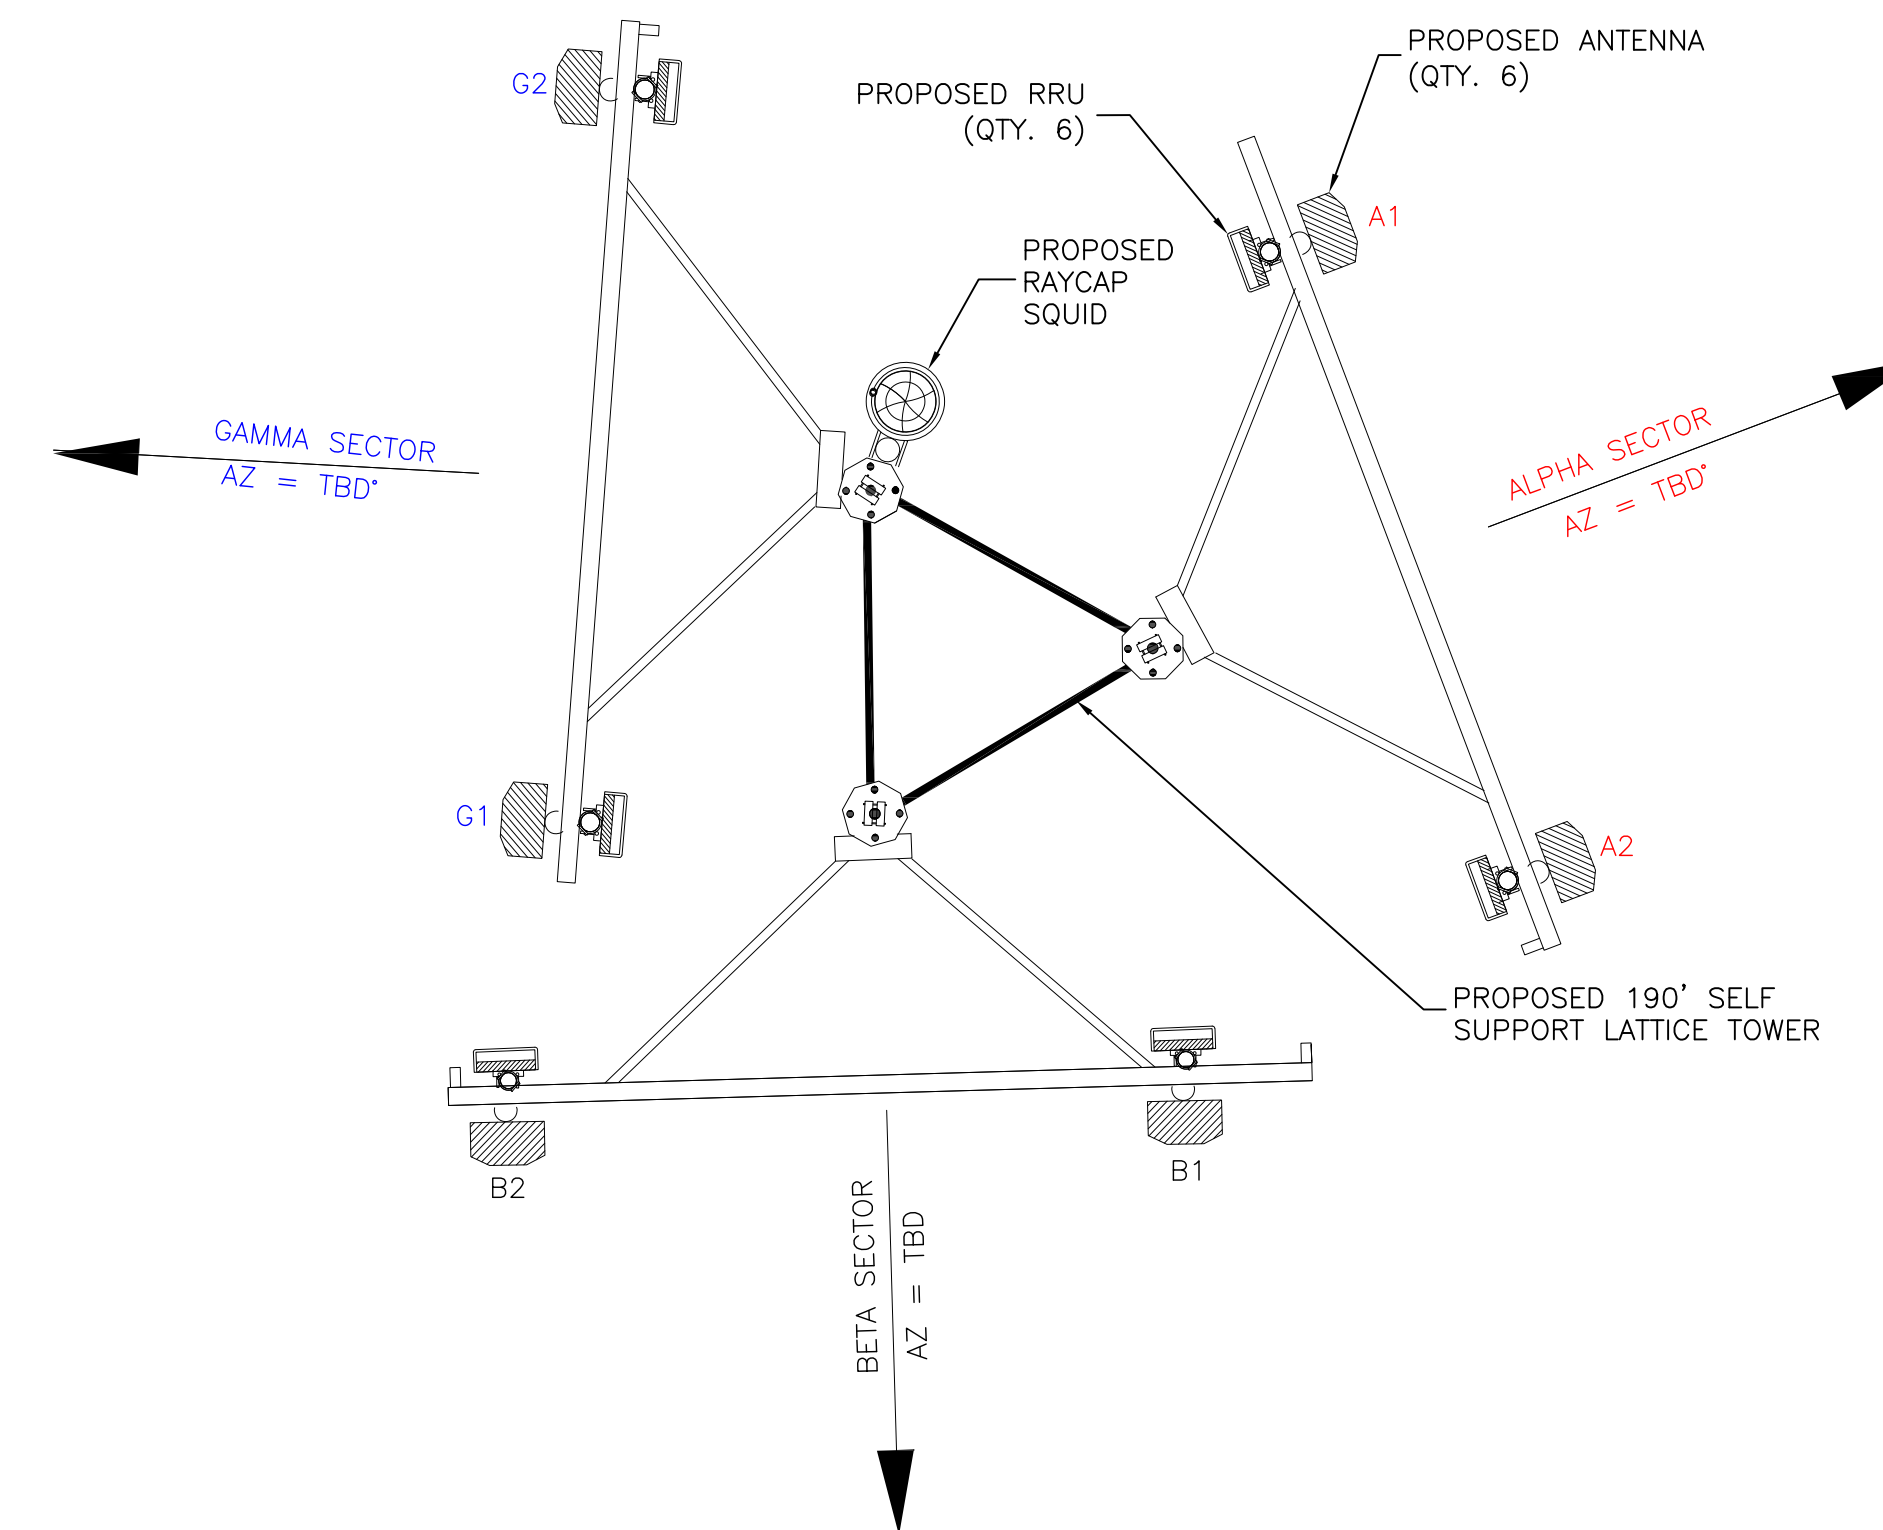 PROPOSED ANTENNA
(QTY. 6)
PROPOSED RRU
(QTY. 6)
G2
A1
PROPOSED
RAYCAP
SQUID
GAMMA SECTOR
AZ = TBD°
ALPHA SECTOR
AZ = TBD°
G1
A2
PROPOSED 190' SELF
SUPPORT LATTICE TOWER
B2
B1
BETA SECTOR
AZ = TBD